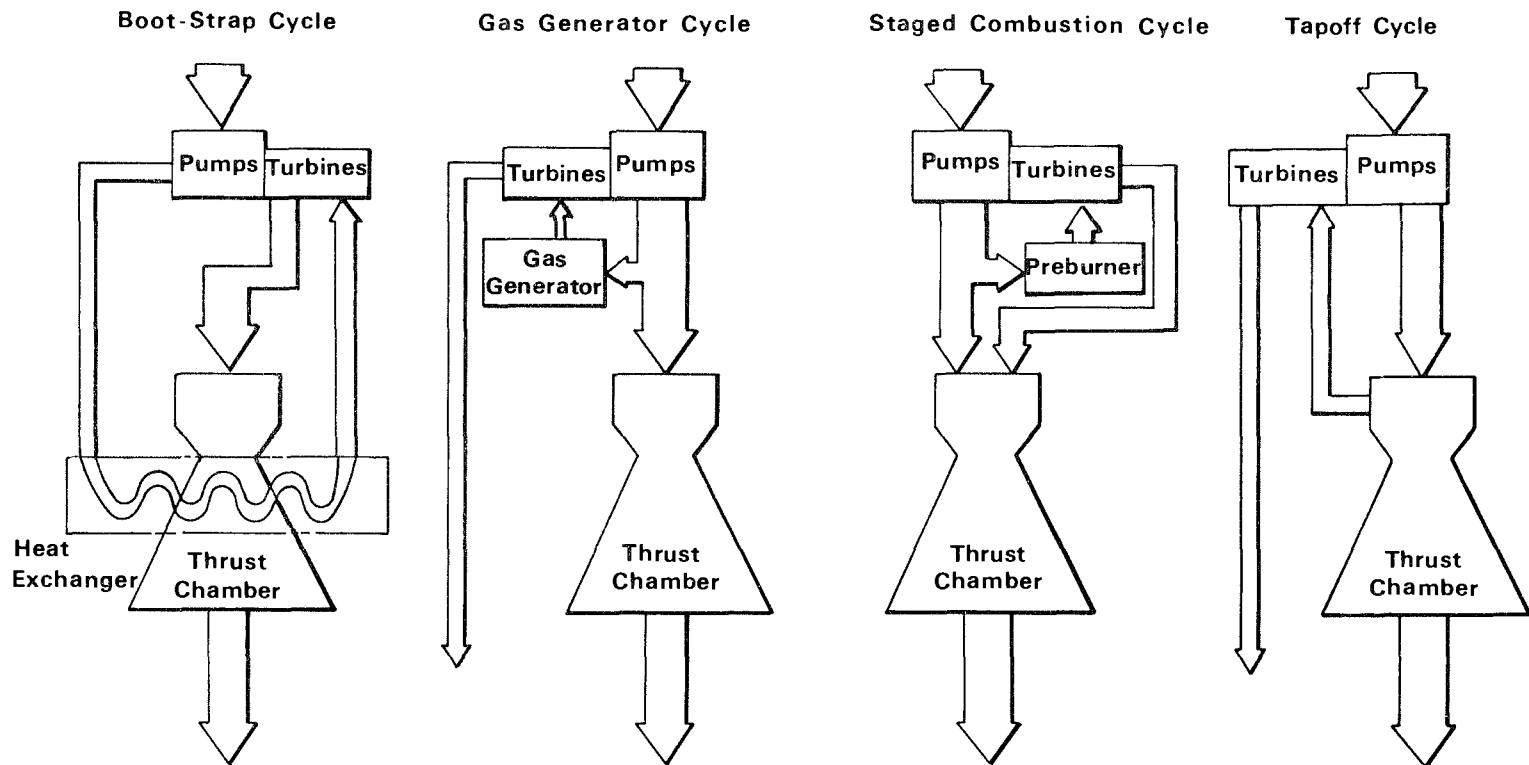 Boot-Strap Cycle
Gas Generator Cycle
Staged Combustion Cycle
Tapoff Cycle
Pumps
Turbines
Heat
Exchanger
Thrust
Chamber
Turbines
Pumps
Gas
Generator
Thrust
Chamber
Pumps
Turbines
Preburner
Thrust
Chamber
Turbines
Pumps
Thrust
Chamber